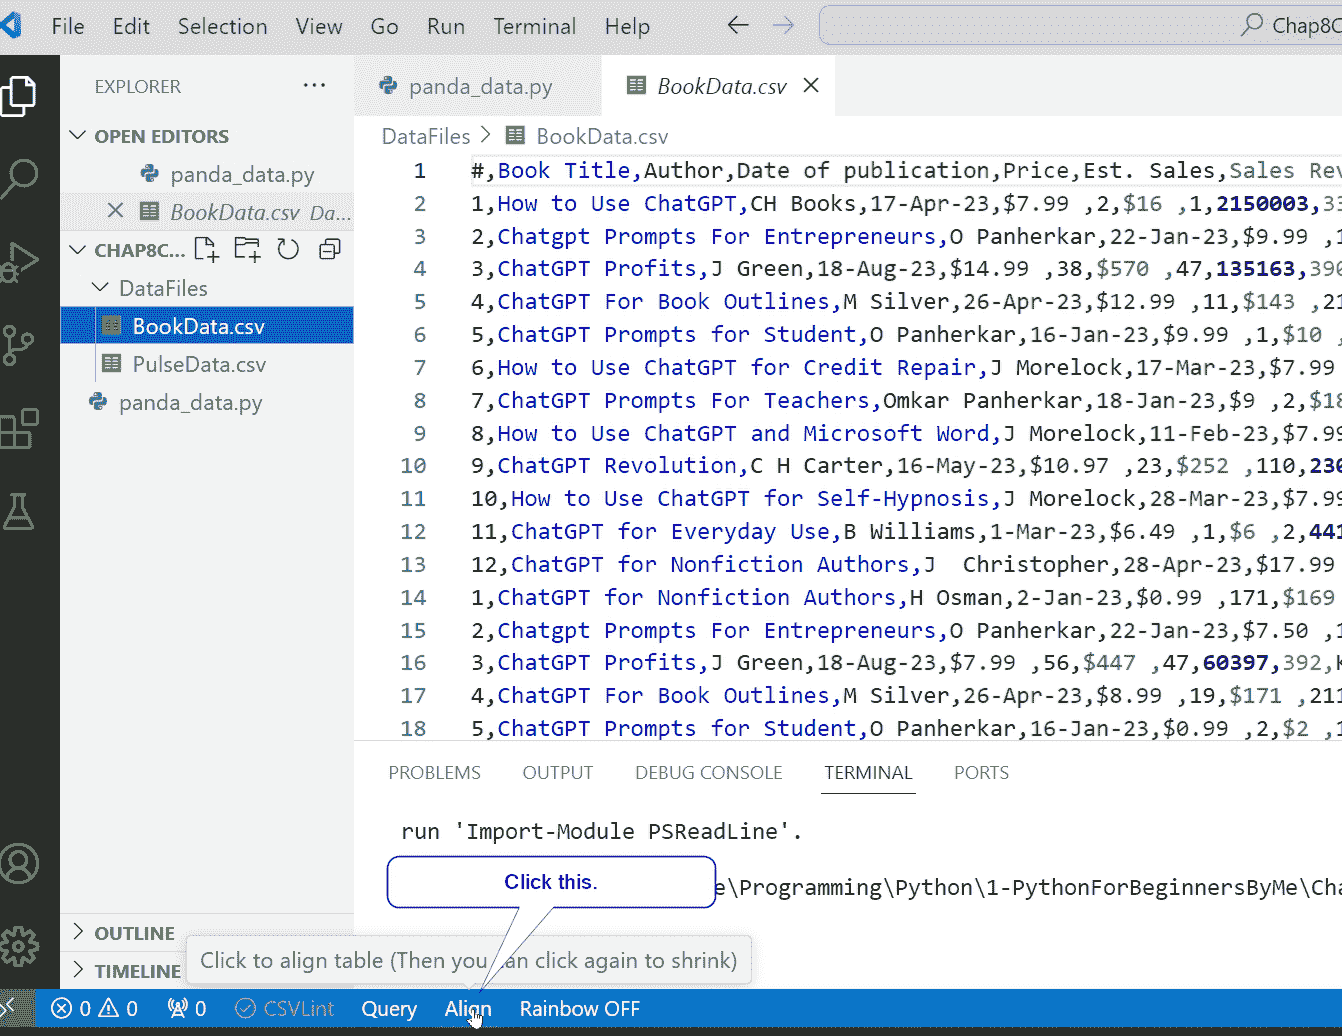 File Edit Selection View Go Run Terminal Help Chap8C
EXPLORER ...
panda_data.py BookData.csv
OPEN EDITORS
panda_data.py
BookData.csv Da...
CHAP8C...
DataFiles
BookData.csv
PulseData.csv
panda_data.py
OUTLINE
TIMELINE
DataFiles > BookData.csv
1 #,Book Title,Author,Date of publication,Price,Est. Sales,Sales Rev
2 1,How to Use ChatGPT,CH Books,17-Apr-23,$7.99 ,2,$16 ,1,2150003,33
3 2,Chatgpt Prompts For Entrepreneurs,O Panherkar,22-Jan-23,$9.99 ,1
4 3,ChatGPT Profits,J Green,18-Aug-23,$14.99 ,38,$570 ,47,135163,390
5 4,ChatGPT For Book Outlines,M Silver,26-Apr-23,$12.99 ,11,$143 ,21
6 5,ChatGPT Prompts for Student,O Panherkar,16-Jan-23,$9.99 ,1,$10 ,
7 6,How to Use ChatGPT for Credit Repair,J Morelock,17-Mar-23,$7.99
8 7,ChatGPT Prompts For Teachers,Omkar Panherkar,18-Jan-23,$9 ,2,$18
9 8,How to Use ChatGPT and Microsoft Word,J Morelock,11-Feb-23,$7.99
10 9,ChatGPT Revolution,C H Carter,16-May-23,$10.97 ,23,$252 ,110,230
11 10,How to Use ChatGPT for Self-Hypnosis,J Morelock,28-Mar-23,$7.99
12 11,ChatGPT for Everyday Use,B Williams,1-Mar-23,$6.49 ,1,$6 ,2,441
13 12,ChatGPT for Nonfiction Authors,J  Christopher,28-Apr-23,$17.99
14 1,ChatGPT for Nonfiction Authors,H Osman,2-Jan-23,$0.99 ,171,$169
15 2,Chatgpt Prompts For Entrepreneurs,O Panherkar,22-Jan-23,$7.50 ,1
16 3,ChatGPT Profits,J Green,18-Aug-23,$7.99 ,56,$447 ,47,60397,392,K
17 4,ChatGPT For Book Outlines,M Silver,26-Apr-23,$8.99 ,19,$171 ,211
18 5,ChatGPT Prompts for Student,O Panherkar,16-Jan-23,$0.99 ,2,$2 ,1
PROBLEMS OUTPUT DEBUG CONSOLE TERMINAL PORTS
run 'Import-Module PSReadLine'.
Click this.
e\Programming\Python\1-PythonForBeginnersByMe\Cha
Click to align table (Then you can click again to shrink)
0 0 0 CSVLint Query Align Rainbow OFF